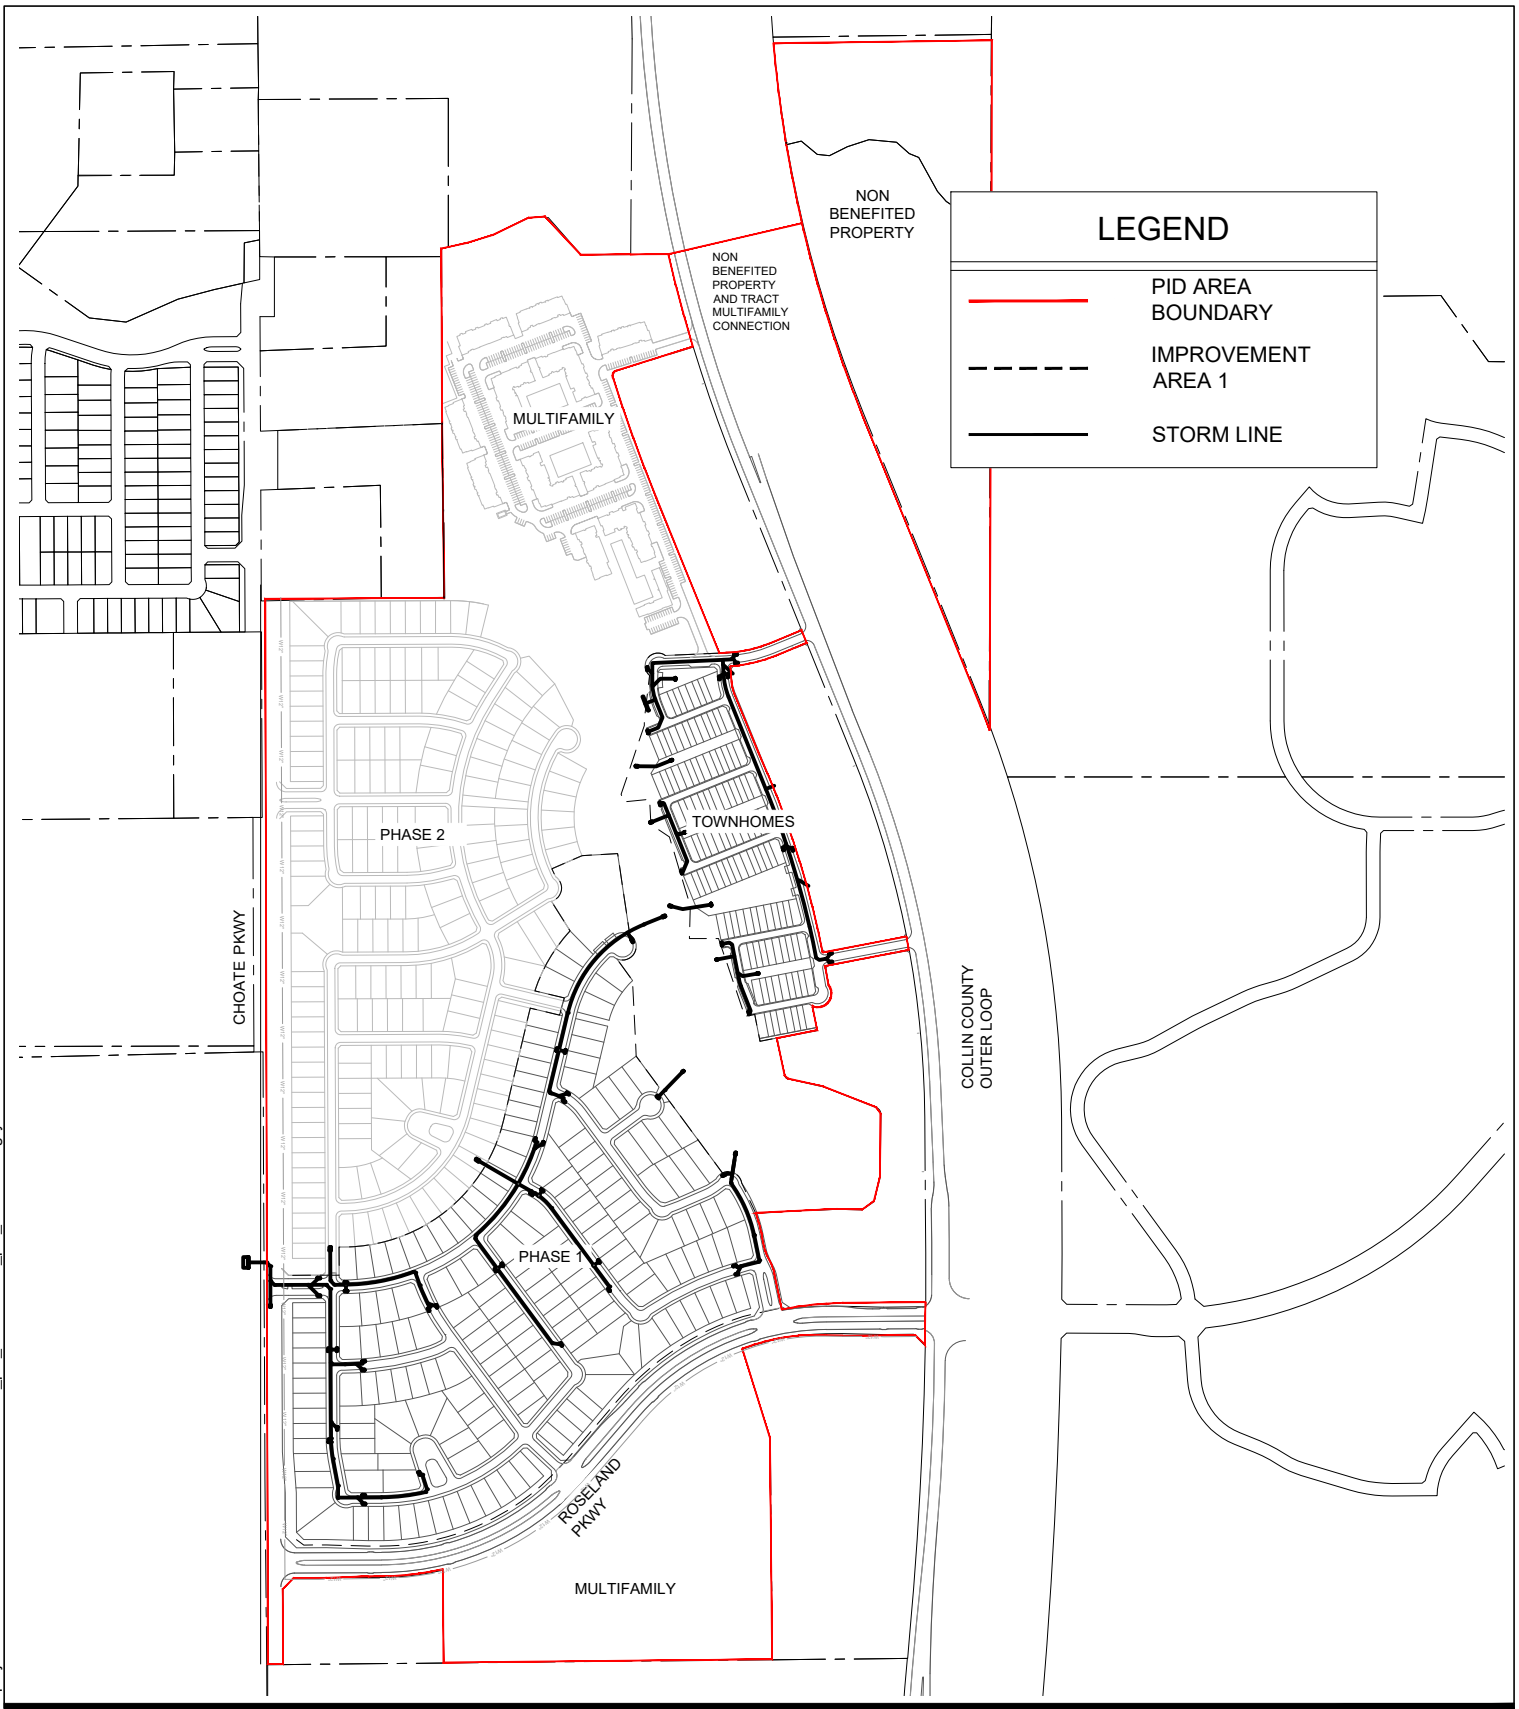 NON
BENEFITED
PROPERTY
LEGEND
NON
BENEFITED
PROPERTY
AND TRACT
MULTIFAMILY
CONNECTION
PID AREA
BOUNDARY
IMPROVEMENT
AREA 1
STORM LINE
MULTIFAMILY
TOWNHOMES
PHASE 2
CHOATE PKWY
COLLIN COUNTY
OUTER LOOP
PHASE 1
ROSELAND
PKWY
MULTIFAMILY